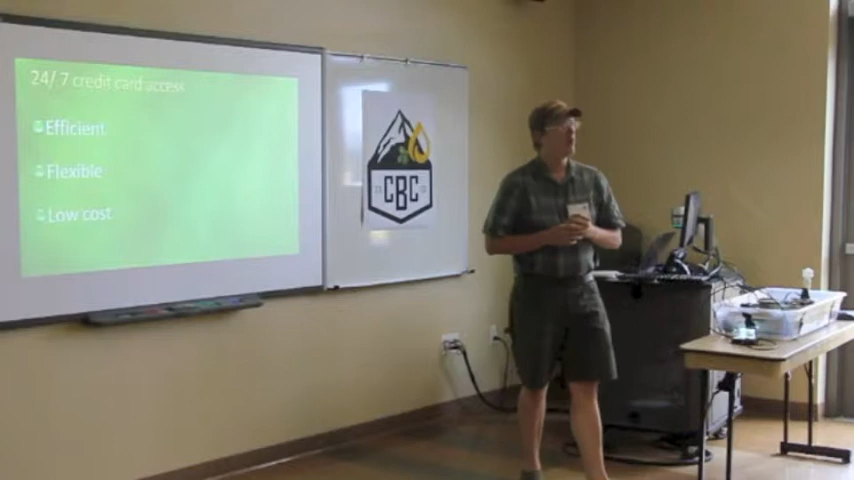 24/ 7 credit card access
Efficient
Flexible
Low cost
CBC